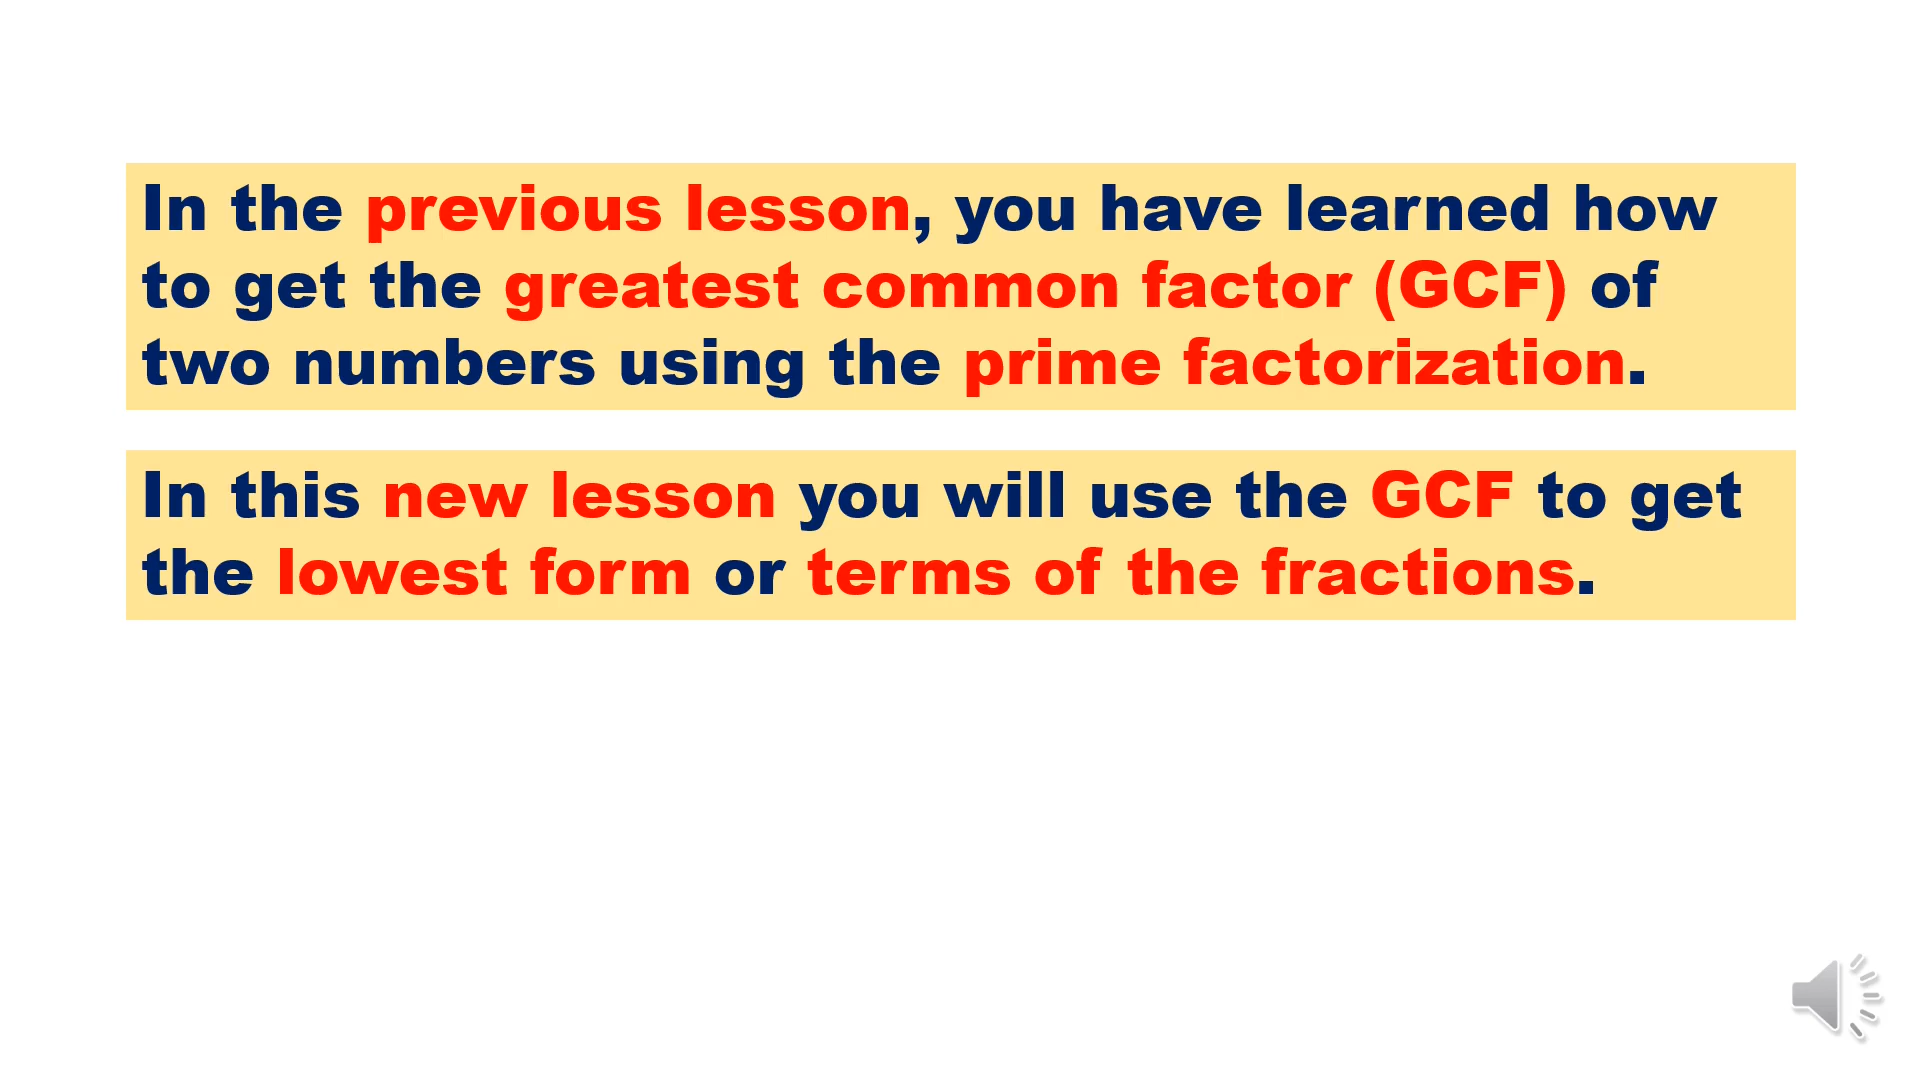 In the previous lesson, you have learned how
to get the greatest common factor (GCF) of
two numbers using the prime factorization.
In this new lesson you will use the GCF to get
the lowest form or terms of the fractions.